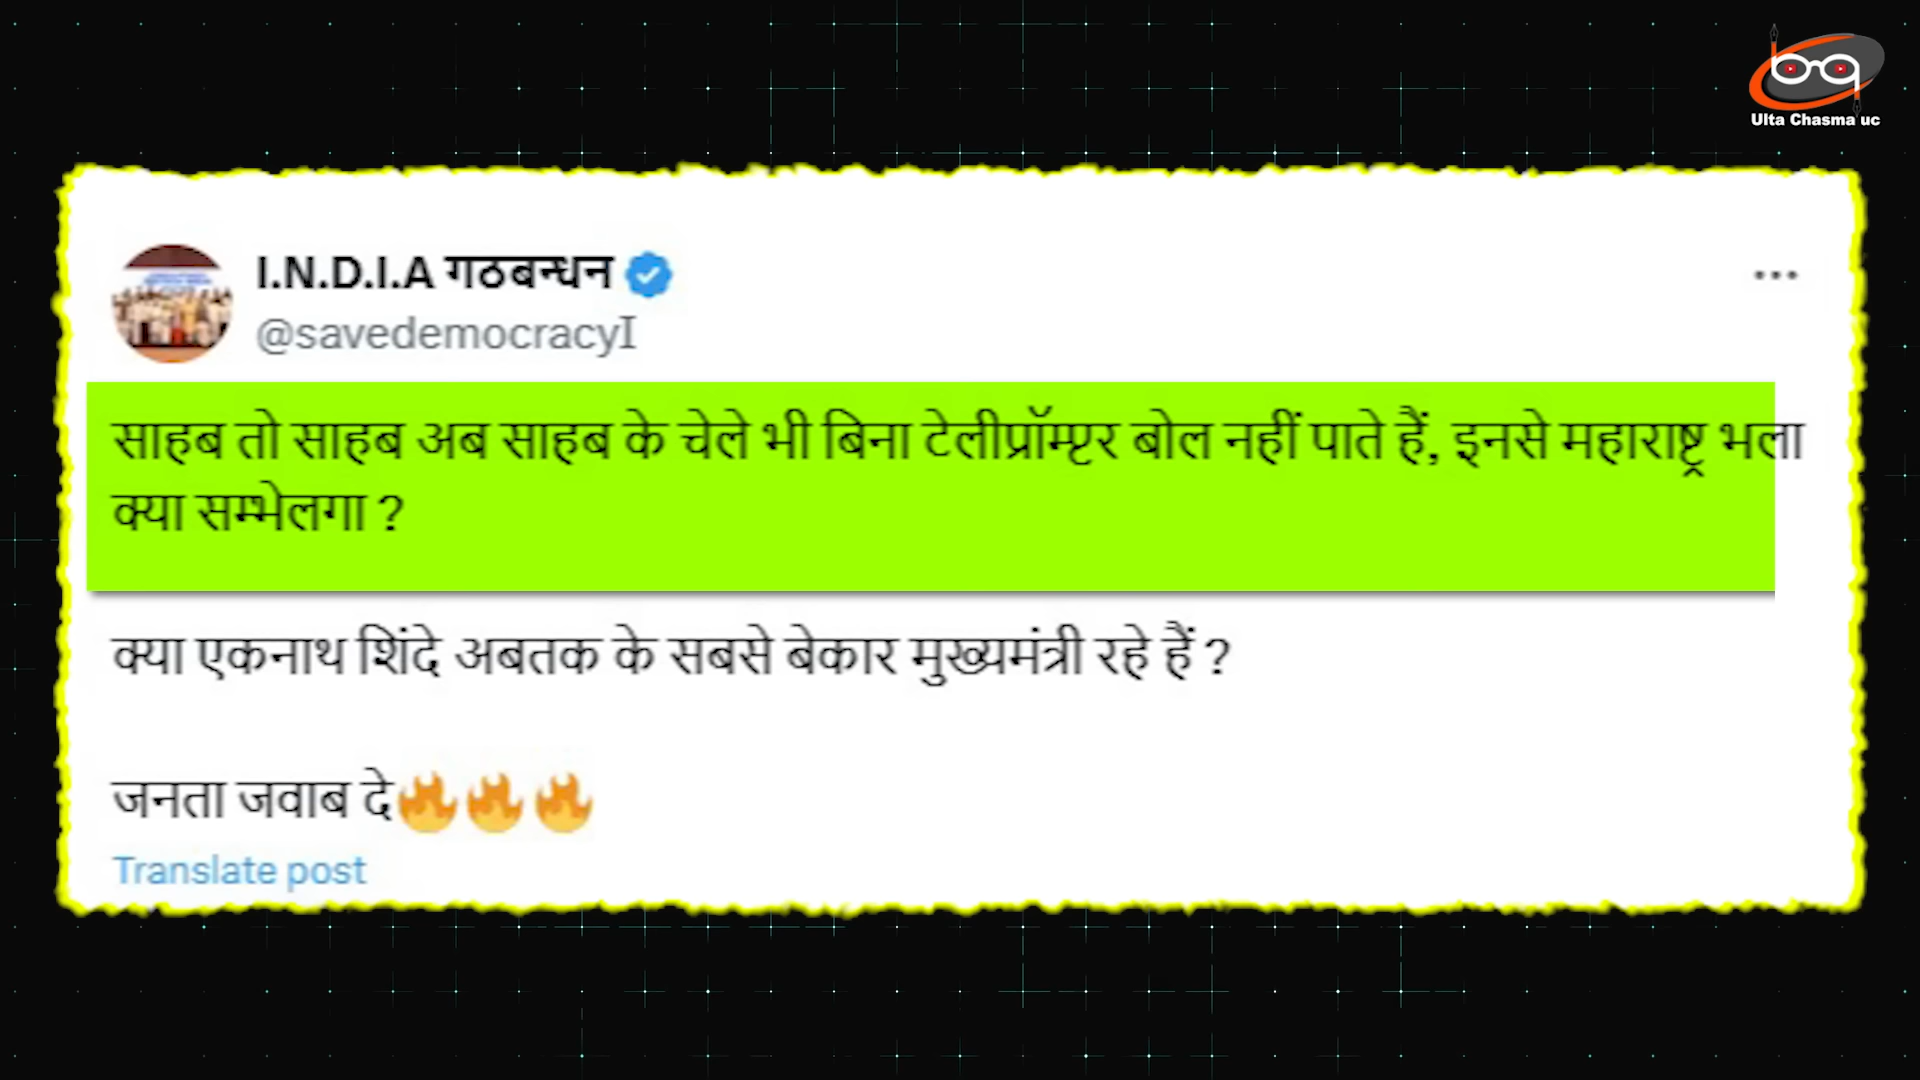 Ulta Chasma uc
I.N.D.I.A गठबन्धन
@savedemocracyI
साहब तो साहब अब साहब के चेले भी बिना टेलीप्रॉम्प्टर बोल नहीं पाते हैं, इनसे महाराष्ट्र भला
क्या सम्भेलगा ?
क्या एकनाथ शिंदे अबतक के सबसे बेकार मुख्यमंत्री रहे हैं ?
जनता जवाब दे🔥🔥🔥
Translate post